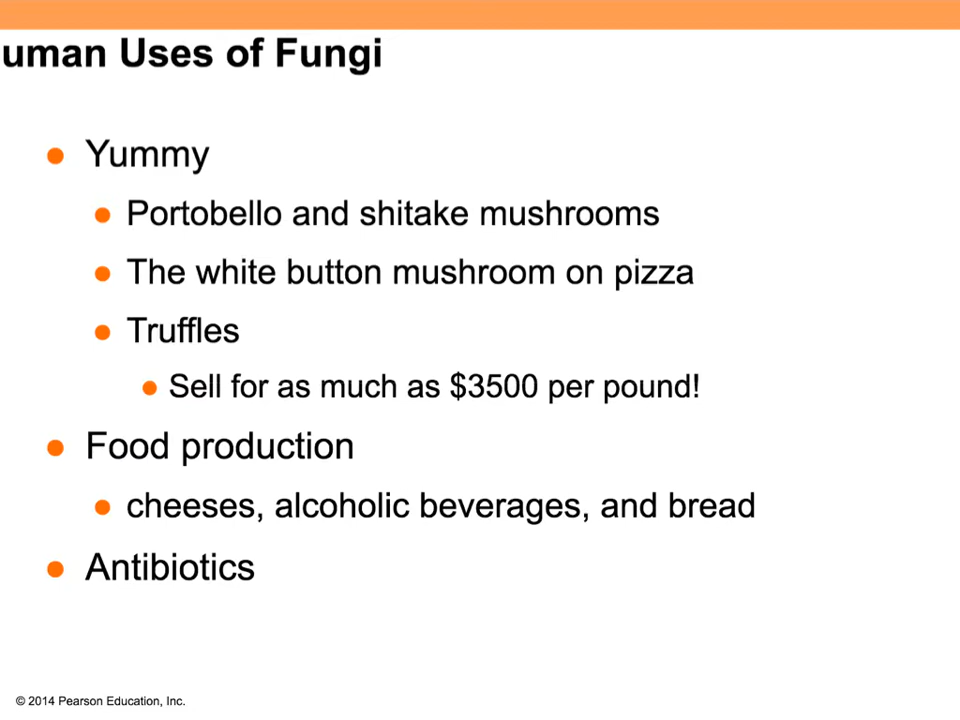 uman Uses of Fungi
Yummy
Portobello and shitake mushrooms
The white button mushroom on pizza
Truffles
Sell for as much as $3500 per pound!
Food production
cheeses, alcoholic beverages, and bread
Antibiotics
© 2014 Pearson Education, Inc.